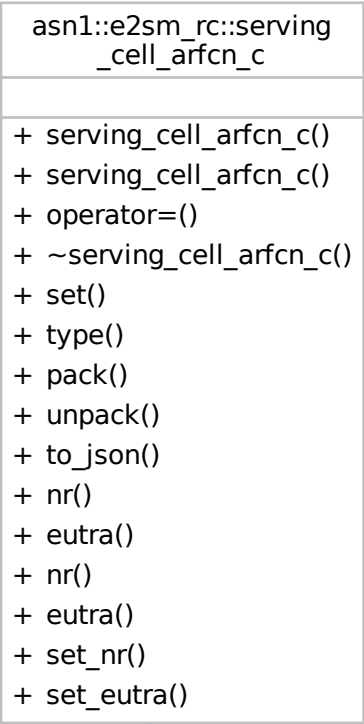 asn1::e2sm_rc::serving
_cell_arfcn_c
+ serving_cell_arfcn_c()
+ serving_cell_arfcn_c()
+ operator=()
+ ~serving_cell_arfcn_c()
+ set()
+ type()
+ pack()
+ unpack()
+ to_json()
+ nr()
+ eutra()
+ nr()
+ eutra()
+ set_nr()
+ set_eutra()